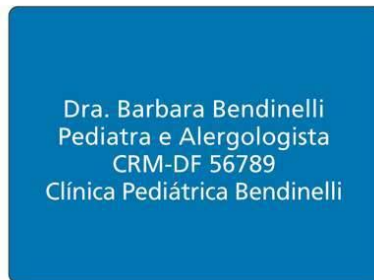 Dra. Barbara Bendinelli
Pediatra e Alergologista
CRM-DF 56789
Clínica Pediátrica Bendinelli